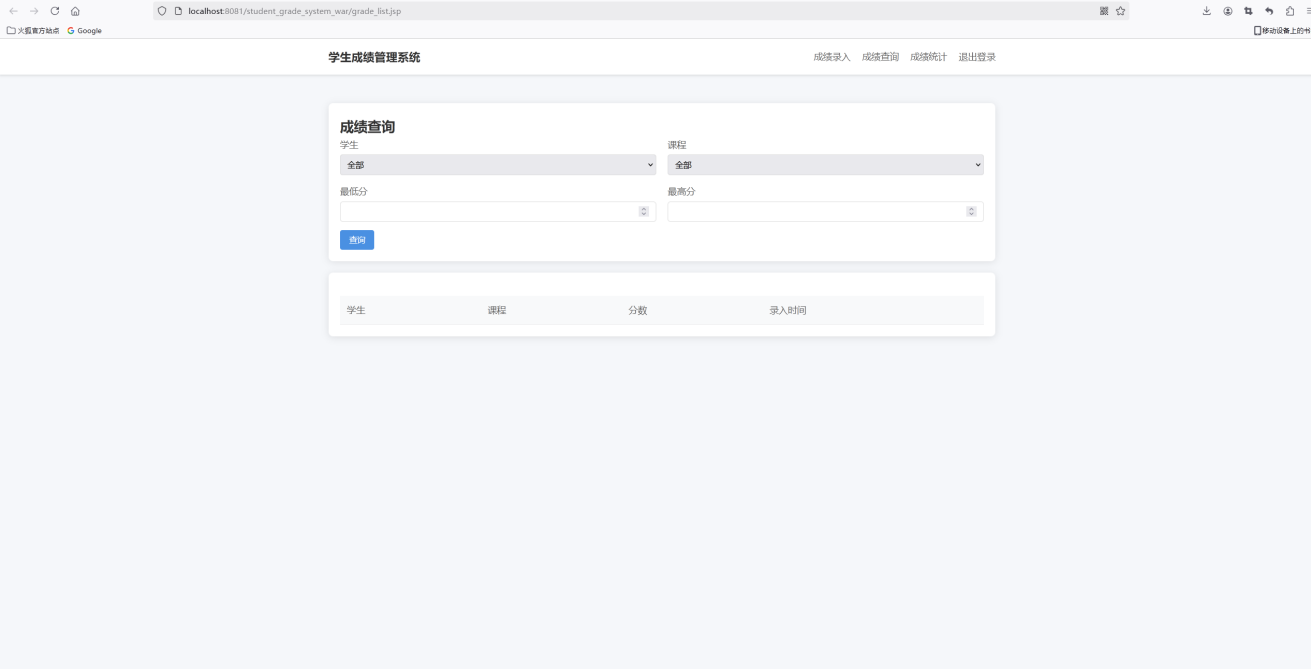 localhost:8081/student_grade_system_war/grade_list.jsp
火狐官方站点 Google 移动设备上的书
学生成绩管理系统 成绩录入 成绩查询 成绩统计 退出登录
成绩查询
学生 课程
全部 全部
最低分 最高分
查询
学生 课程 分数 录入时间